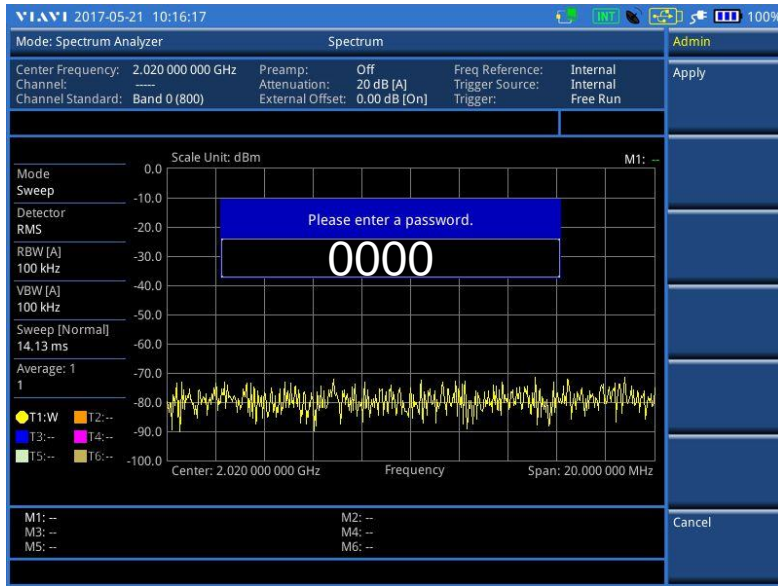 VIAVI 2017-05-21 10:16:17 INT 100%
Mode: Spectrum Analyzer Spectrum Admin
Center Frequency: 2.020 000 000 GHz Preamp: Off Freq Reference: Internal Apply
Channel: ----- Attenuation: 20 dB [A] Trigger Source: Internal
Channel Standard: Band 0 (800) External Offset: 0.00 dB [On] Trigger: Free Run
Scale Unit: dBm M1: --
0.0
Mode
Sweep
-10.0
Detector
RMS
-20.0
Please enter a password.
RBW [A]
100 kHz
-30.0
0000
VBW [A]
100 kHz
-40.0
-50.0
Sweep [Normal]
14.13 ms
-60.0
Average: 1
1
-70.0
-80.0
T1:W T2:--
-90.0
T3:-- T4:--
T5:-- T6:--
-100.0
Center: 2.020 000 000 GHz Frequency Span: 20.000 000 MHz
M1: -- M2: -- Cancel
M3: -- M4: --
M5: -- M6: --